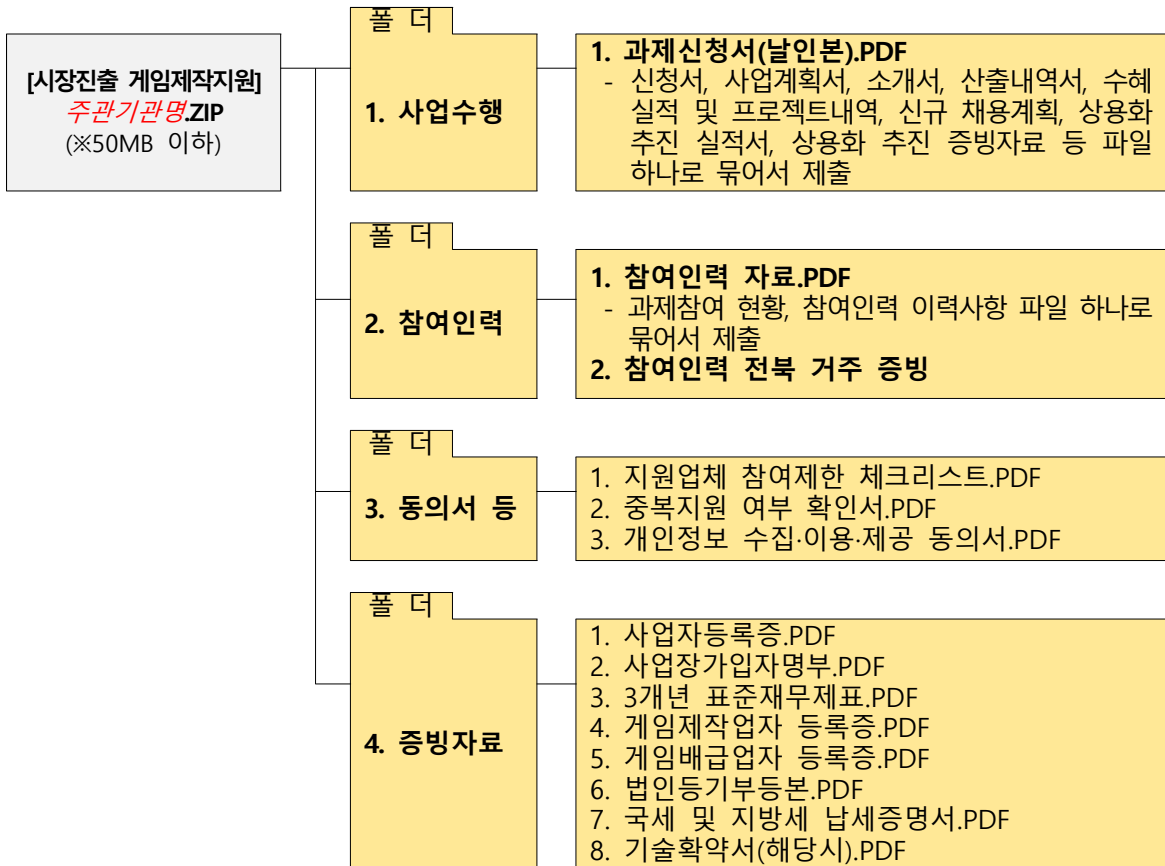 [시장진출 게임제작지원]
주관기관명.ZIP
(※50MB 이하)
폴 더
1. 사업수행
1. 과제신청서(날인본).PDF
- 신청서, 사업계획서, 소개서, 산출내역서, 수혜
실적 및 프로젝트내역, 신규 채용계획, 상용화
추진 실적서, 상용화 추진 증빙자료 등 파일
하나로 묶어서 제출
폴 더
2. 참여인력
1. 참여인력 자료.PDF
- 과제참여 현황, 참여인력 이력사항 파일 하나로
묶어서 제출
2. 참여인력 전북 거주 증빙
폴 더
3. 동의서 등
1. 지원업체 참여제한 체크리스트.PDF
2. 중복지원 여부 확인서.PDF
3. 개인정보 수집·이용·제공 동의서.PDF
폴 더
4. 증빙자료
1. 사업자등록증.PDF
2. 사업장가입자명부.PDF
3. 3개년 표준재무제표.PDF
4. 게임제작업자 등록증.PDF
5. 게임배급업자 등록증.PDF
6. 법인등기부등본.PDF
7. 국세 및 지방세 납세증명서.PDF
8. 기술확약서(해당시).PDF